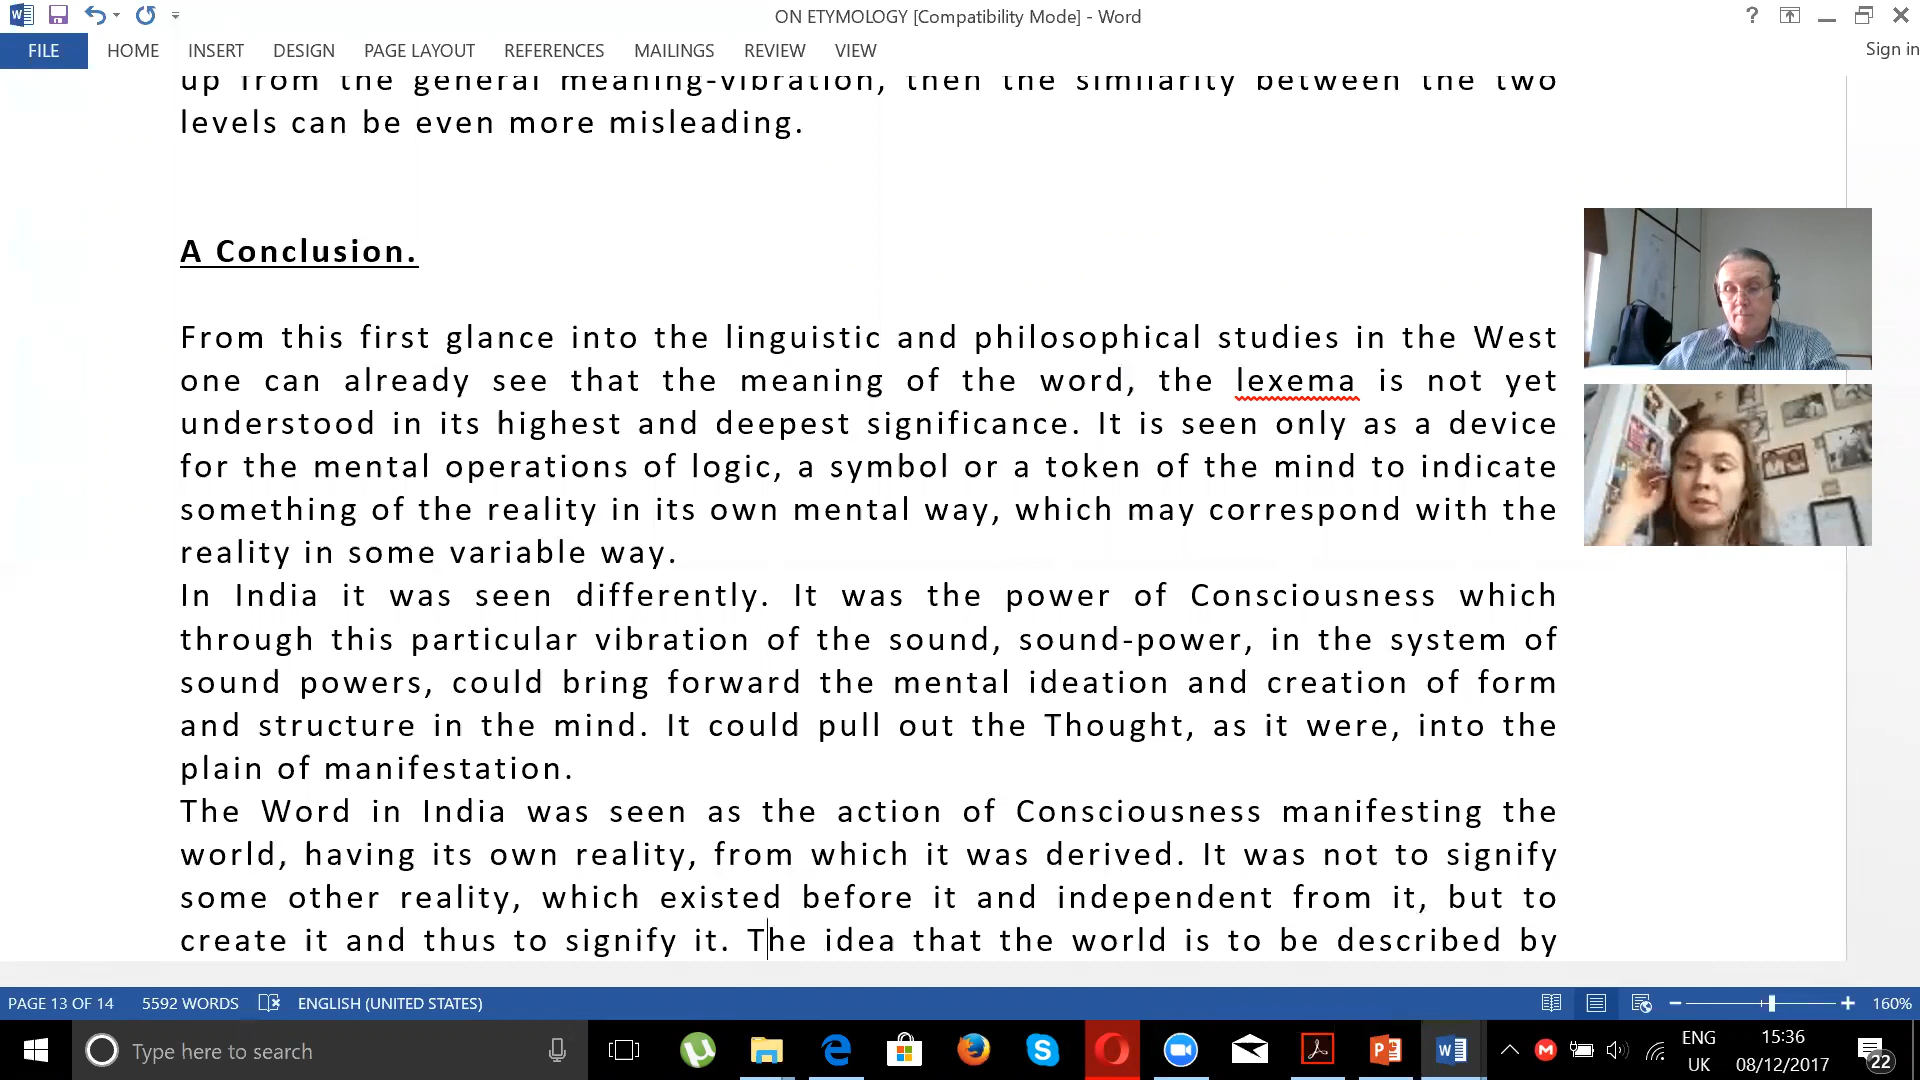 ON ETYMOLOGY [Compatibility Mode] - Word
?
FILE HOME INSERT DESIGN PAGE LAYOUT REFERENCES MAILINGS REVIEW VIEW
Sign in
up from the general meaning-vibration, then the similarity between the two
levels can be even more misleading.
A Conclusion.
From this first glance into the linguistic and philosophical studies in the West
one can already see that the meaning of the word, the lexema is not yet
understood in its highest and deepest significance. It is seen only as a device
for the mental operations of logic, a symbol or a token of the mind to indicate
something of the reality in its own mental way, which may correspond with the
reality in some variable way.
In India it was seen differently. It was the power of Consciousness which
through this particular vibration of the sound, sound-power, in the system of
sound powers, could bring forward the mental ideation and creation of form
and structure in the mind. It could pull out the Thought, as it were, into the
plain of manifestation.
The Word in India was seen as the action of Consciousness manifesting the
world, having its own reality, from which it was derived. It was not to signify
some other reality, which existed before it and independent from it, but to
create it and thus to signify it. The idea that the world is to be described by
PAGE 13 OF 14 5592 WORDS ENGLISH (UNITED STATES) 160%
Type here to search
ENG
UK
15:36
08/12/2017
22